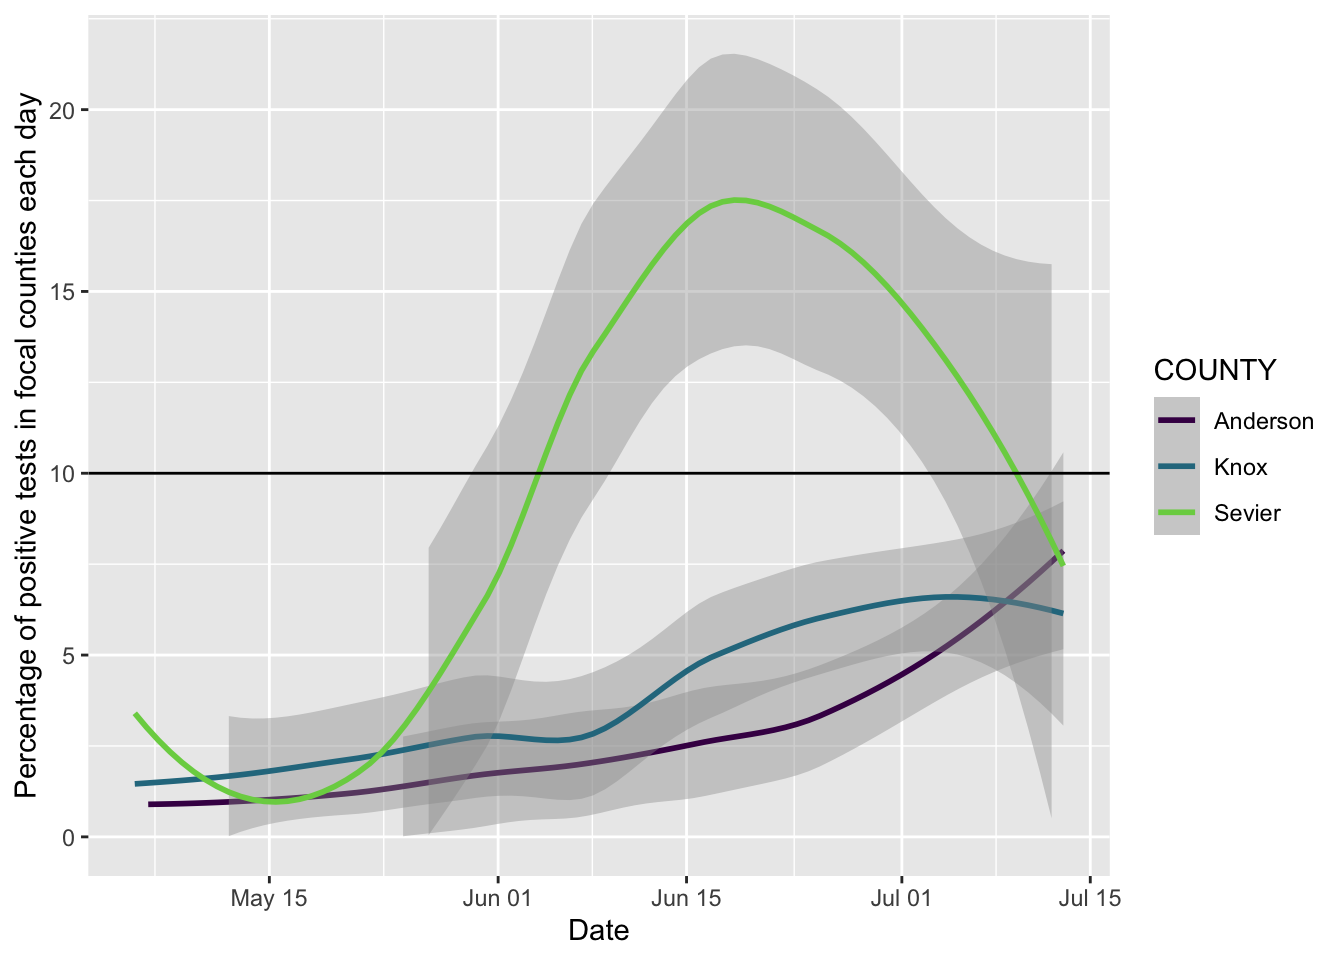 Percentage of positive tests in focal counties each day
20
15
10
5
0
May 15
Jun 01
Jun 15
Jul 01
Jul 15
Date
COUNTY
Anderson
Knox
Sevier